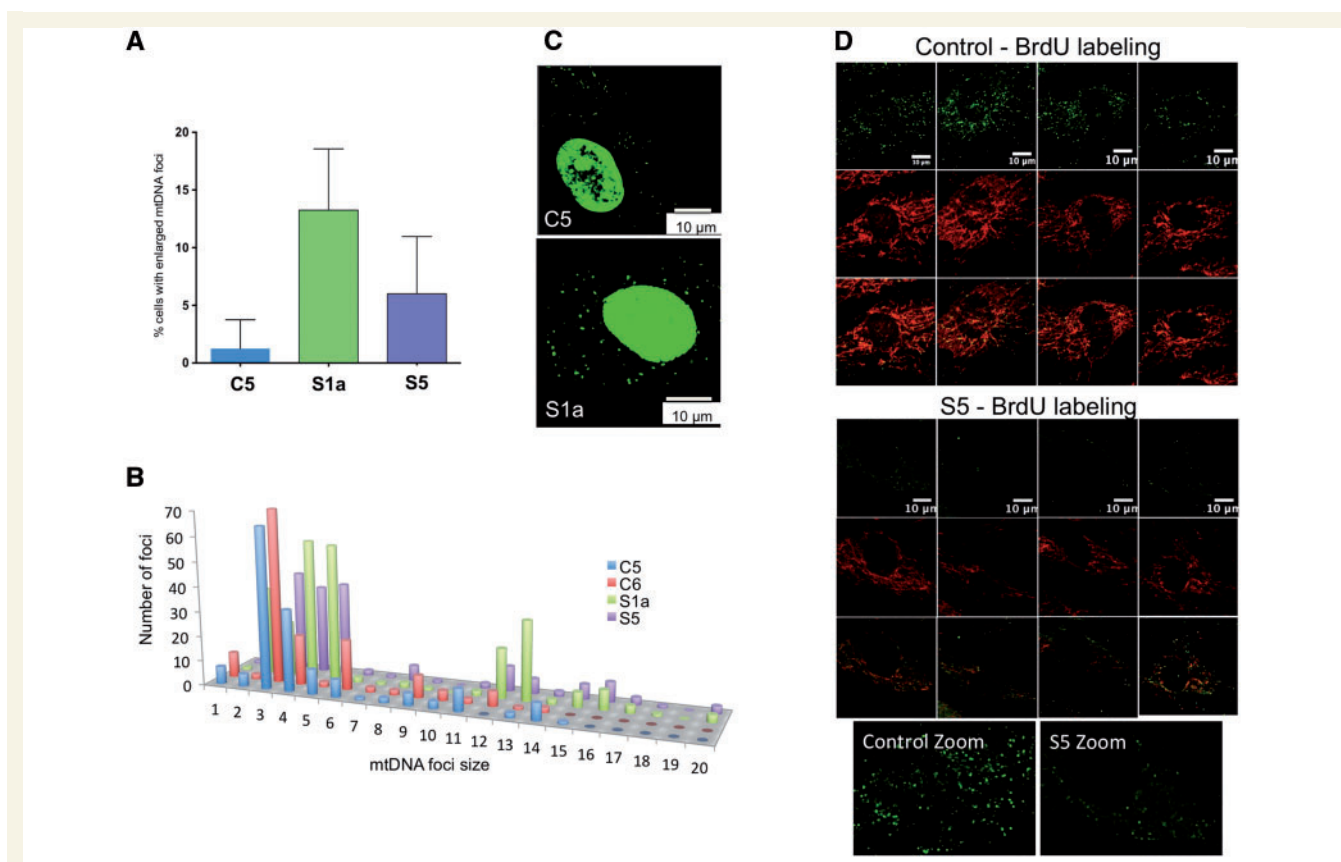 A
% cells with enlarged mtDNA foci
20
15
10
5
0
C5 S1a S5
B
Number of foci
70
60
50
40
30
20
10
0
1 2 3 4 5 6 7 8 9 10 11 12 13 14 15 16 17 18 19 20
mtDNA foci size
C5
C6
S1a
S5
C
C5
10 µm
S1a
10 µm
D
Control - BrdU labeling
10 µm 10 µm 10 µm 10 µm
S5 - BrdU labeling
10 µm 10 µm 10 µm 10 µm
Control Zoom S5 Zoom